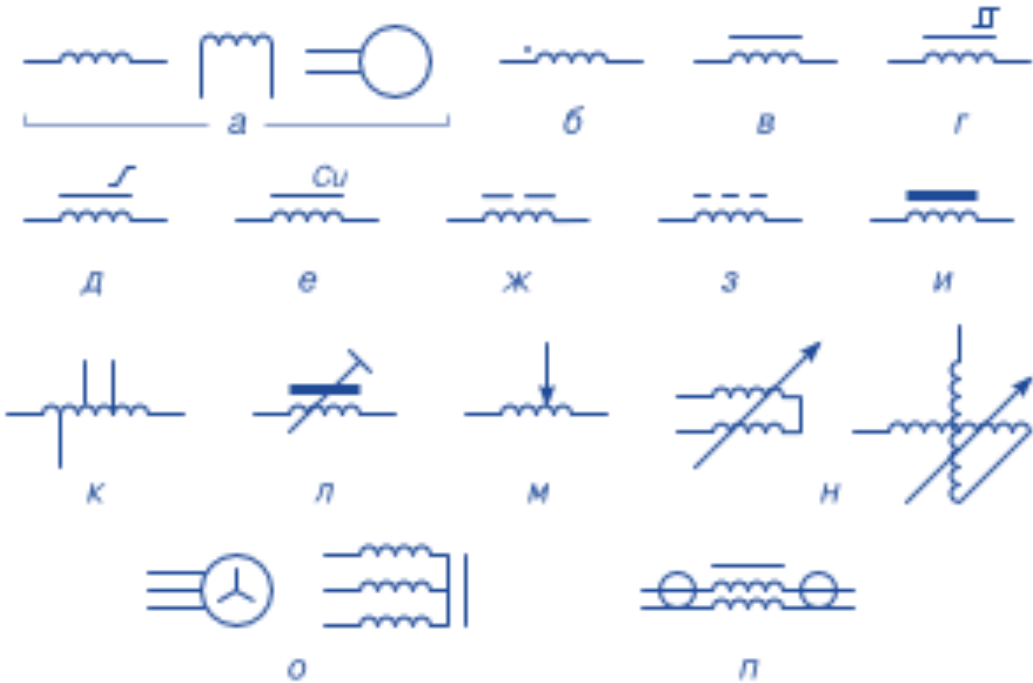 а б в г
Cu
д е ж з и
к л м н
о п